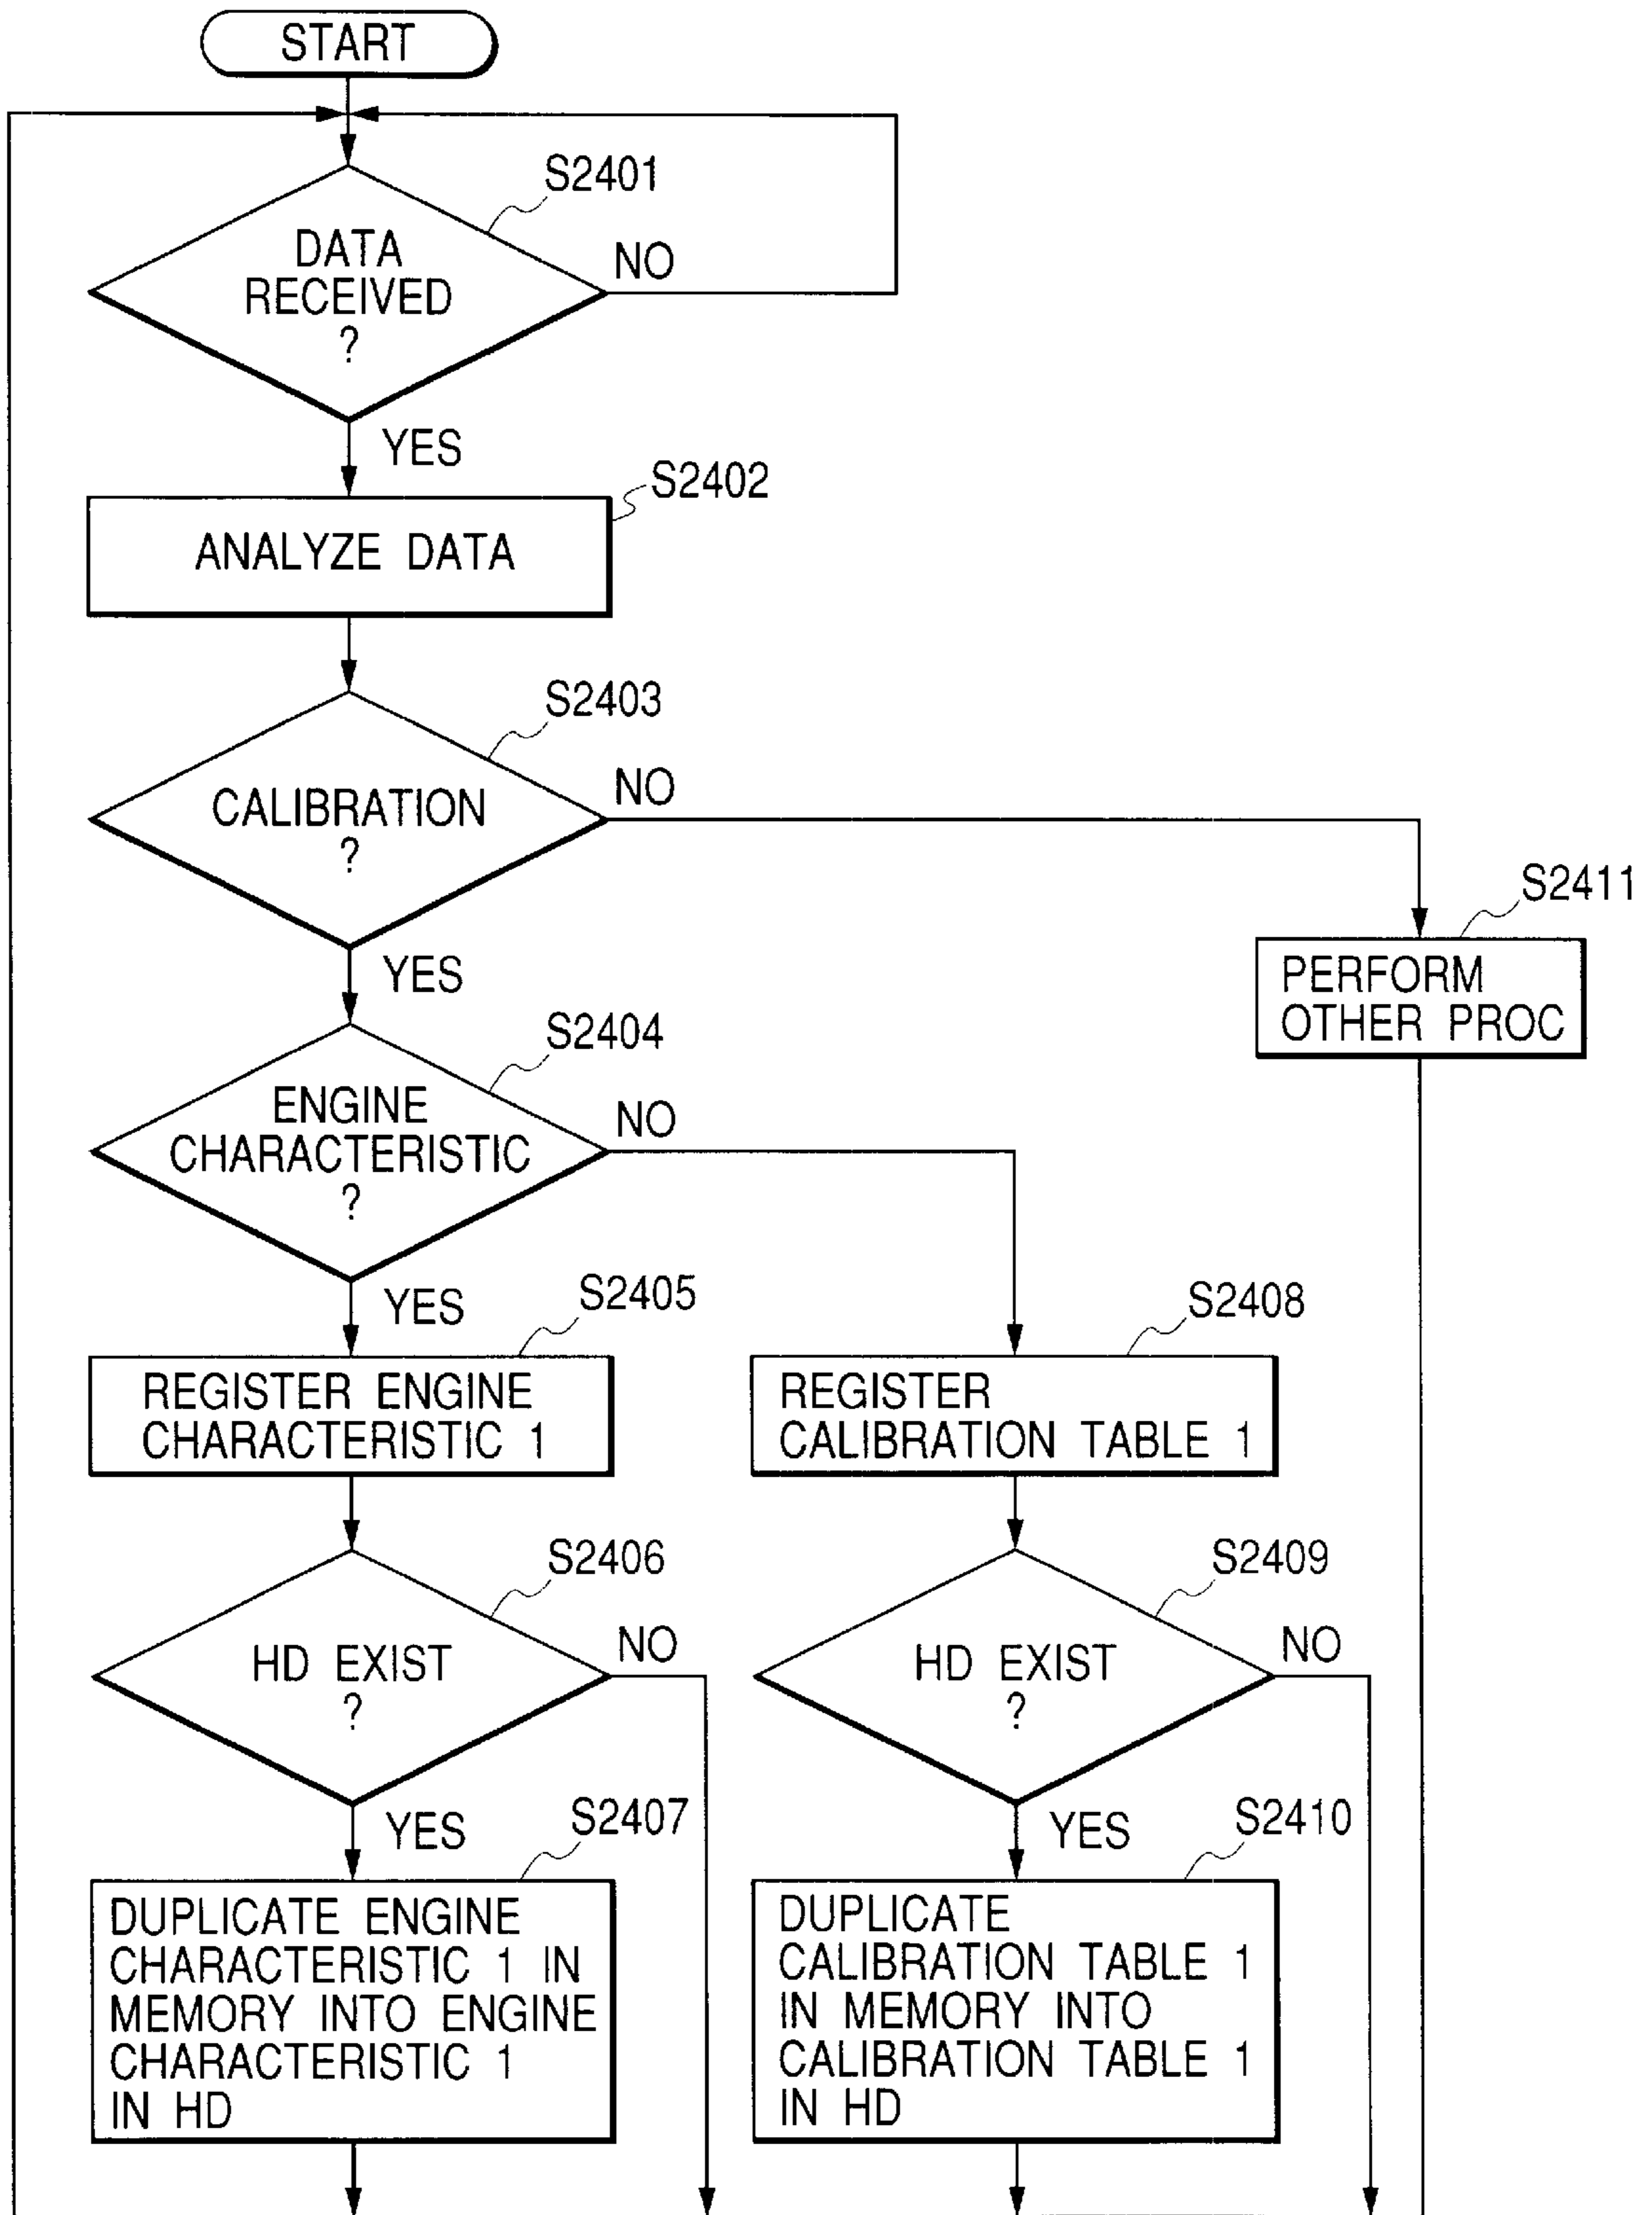 START
S2401
DATA
RECEIVED
?
NO
YES
S2402
ANALYZE DATA
S2403
CALIBRATION
?
NO
YES
S2411
PERFORM
OTHER PROC
S2404
ENGINE
CHARACTERISTIC
?
NO
YES
S2405
REGISTER ENGINE
CHARACTERISTIC 1
S2408
REGISTER
CALIBRATION TABLE 1
S2406
HD EXIST
?
NO
YES
S2409
HD EXIST
?
NO
YES
S2407
DUPLICATE ENGINE
CHARACTERISTIC 1 IN
MEMORY INTO ENGINE
CHARACTERISTIC 1
IN HD
S2410
DUPLICATE
CALIBRATION TABLE 1
IN MEMORY INTO
CALIBRATION TABLE 1
IN HD